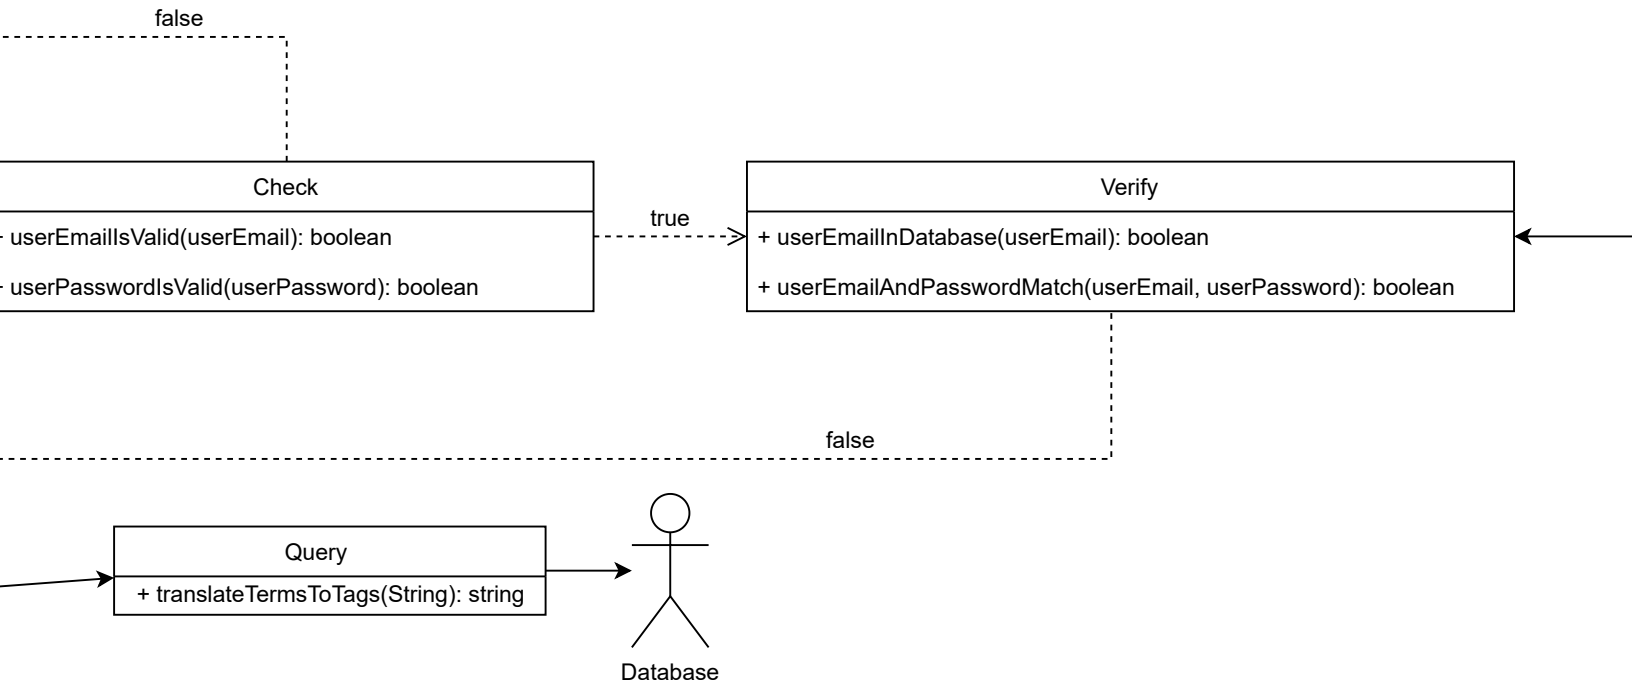 false
Check
+ userEmailIsValid(userEmail): boolean
+ userPasswordIsValid(userPassword): boolean
true
Verify
+ userEmailInDatabase(userEmail): boolean
+ userEmailAndPasswordMatch(userEmail, userPassword): boolean
false
Query
+ translateTermsToTags(String): string
Database